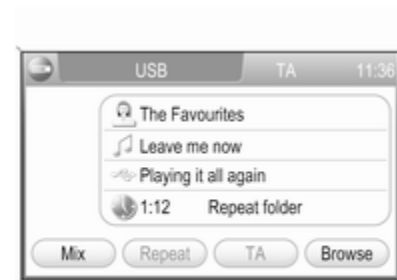 USB TA 11:36
The Favourites
Leave me now
Playing it all again
1:12 Repeat folder
Mix Repeat TA Browse